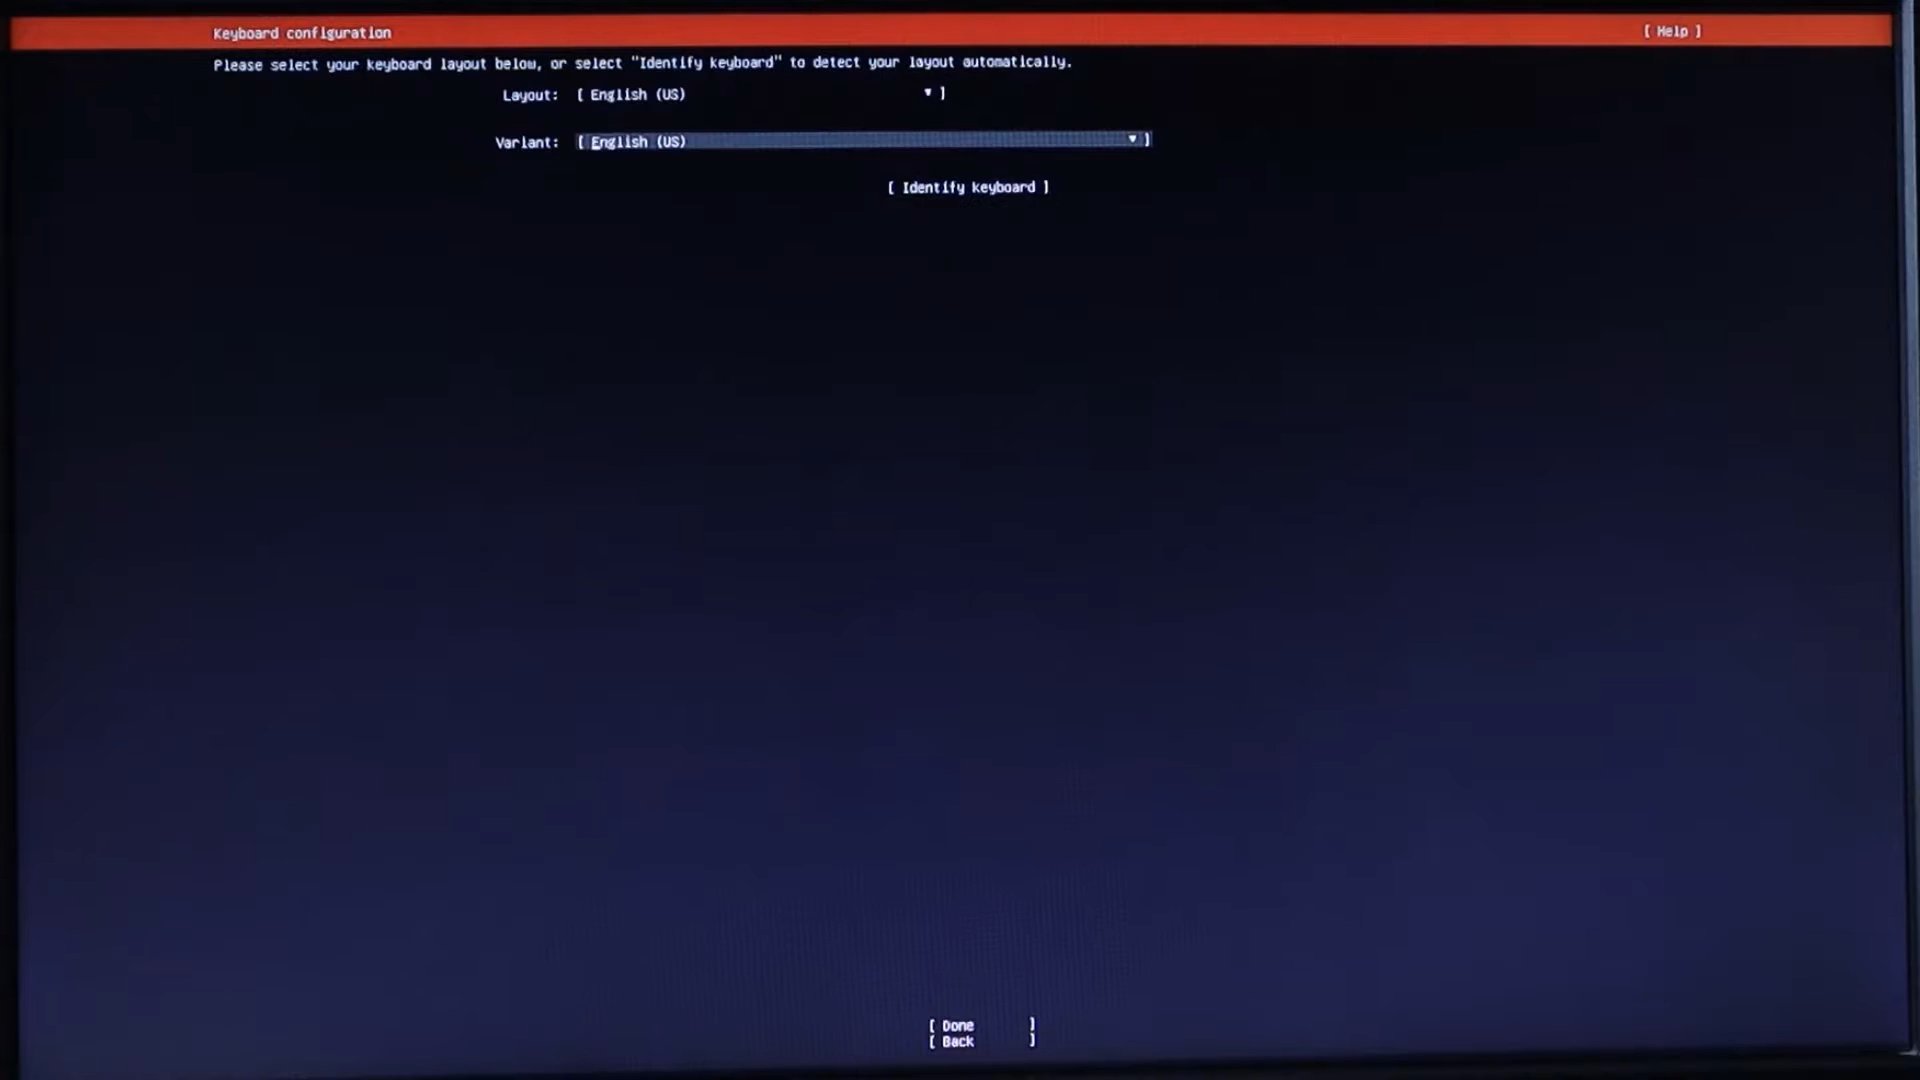 Keyboard configuration [ Help ]
Please select your keyboard layout below, or select "Identify keyboard" to detect your layout automatically.
Layout: [ English (US) ▾ ]
Variant: [ English (US) ▾ ]
[ Identify keyboard ]
[ Done ]
[ Back ]